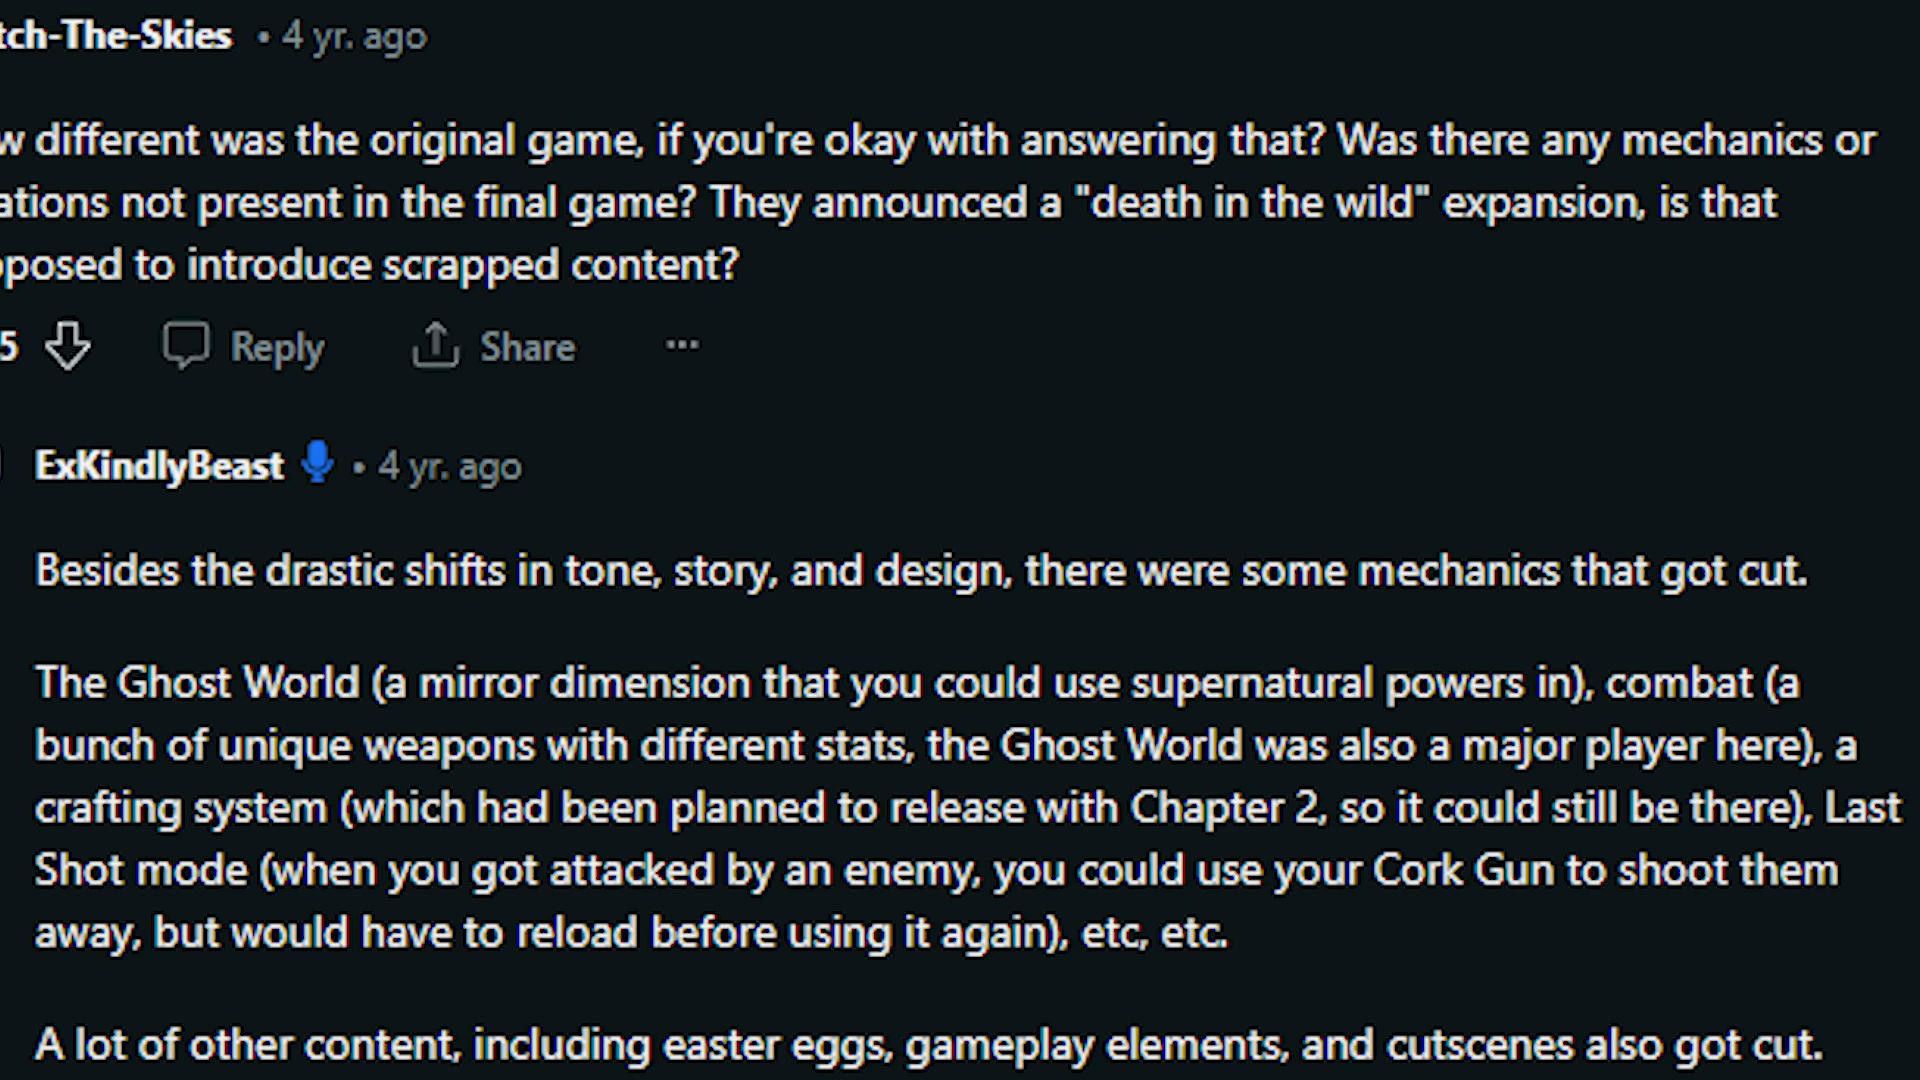 tch-The-Skies • 4 yr. ago
w different was the original game, if you're okay with answering that? Was there any mechanics or
ations not present in the final game? They announced a "death in the wild" expansion, is that
pposed to introduce scrapped content?
5 Reply Share ...
ExKindlyBeast • 4 yr. ago
Besides the drastic shifts in tone, story, and design, there were some mechanics that got cut.
The Ghost World (a mirror dimension that you could use supernatural powers in), combat (a
bunch of unique weapons with different stats, the Ghost World was also a major player here), a
crafting system (which had been planned to release with Chapter 2, so it could still be there), Last
Shot mode (when you got attacked by an enemy, you could use your Cork Gun to shoot them
away, but would have to reload before using it again), etc, etc.
A lot of other content, including easter eggs, gameplay elements, and cutscenes also got cut.